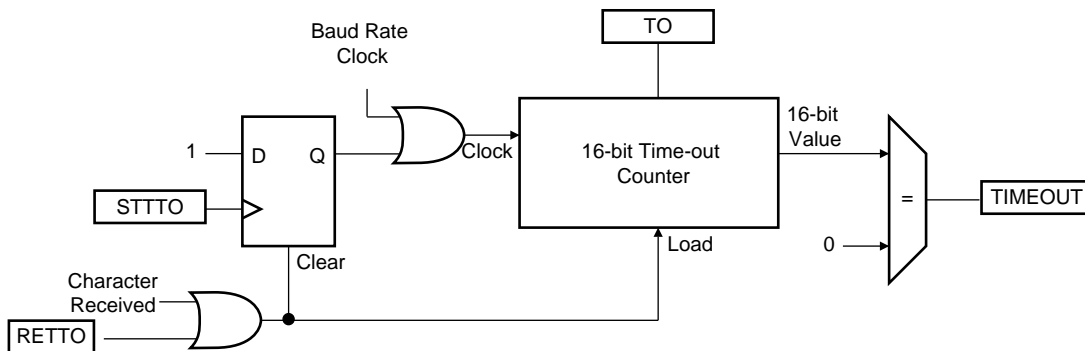 TO
Baud Rate
Clock
16-bit
Value
1
D
Q
Clock
16-bit Time-out
Counter
STTTO
=
TIMEOUT
Clear
Load
0
Character
Received
RETTO